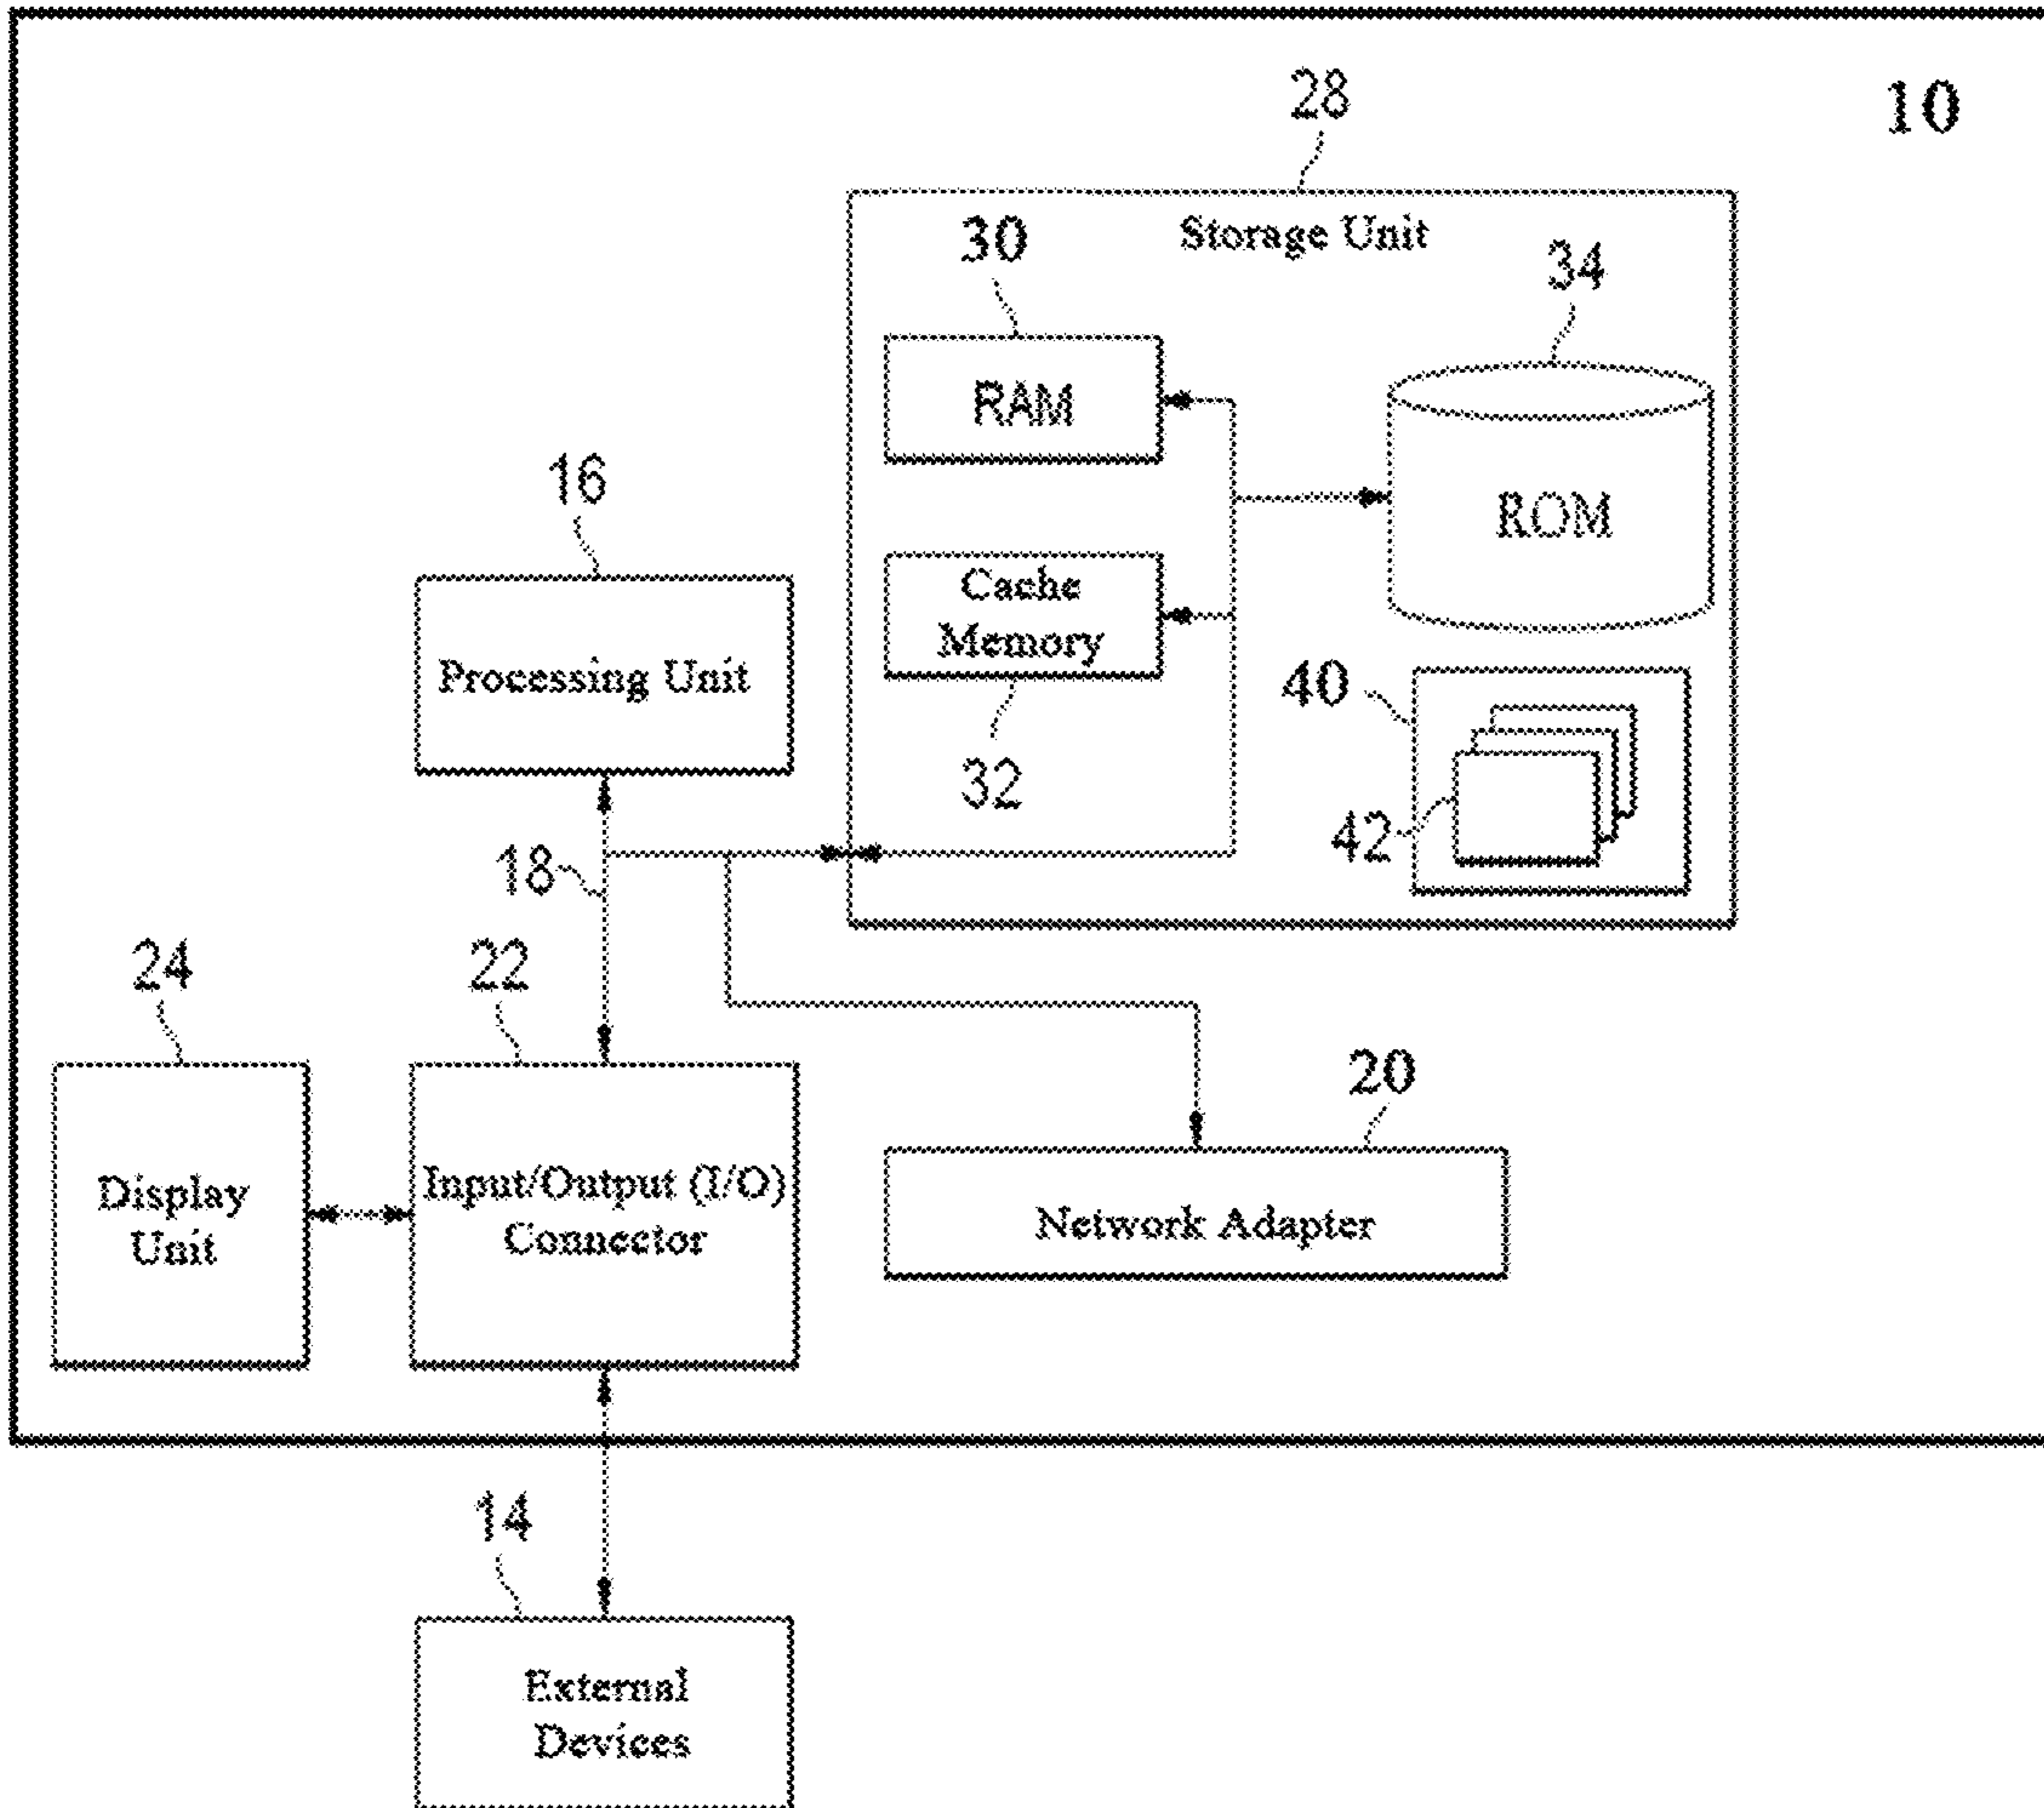 10
28
Storage Unit
30
34
RAM
ROM
16
Cache
Memory
Processing Unit
40
32
42
18
24
22
20
Display
Unit
Input/Output (I/O)
Connector
Network Adapter
14
External
Devices